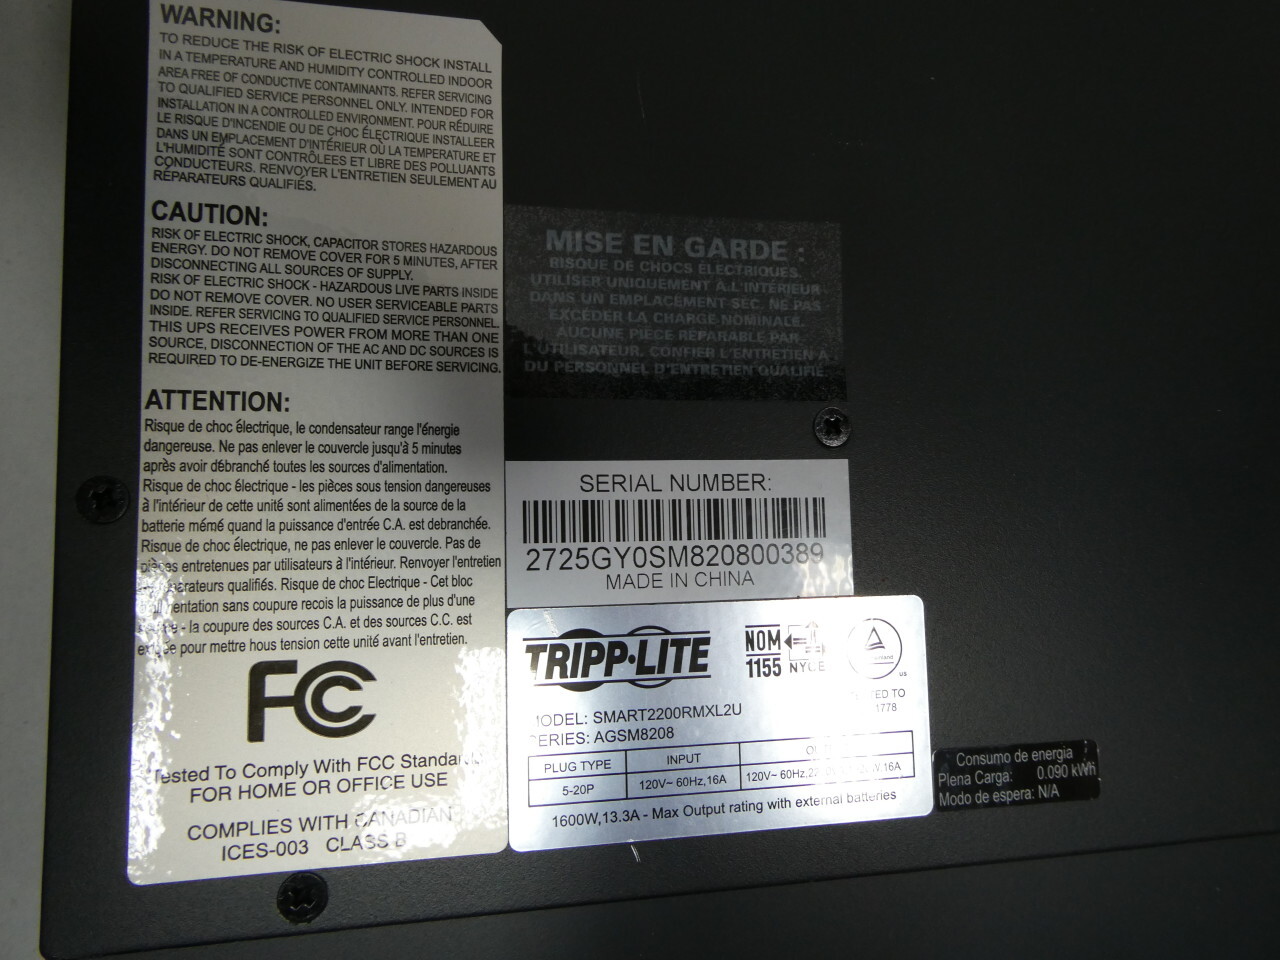 WARNING:
TO REDUCE THE RISK OF ELECTRIC SHOCK INSTALL
IN A TEMPERATURE AND HUMIDITY CONTROLLED INDOOR
AREA FREE OF CONDUCTIVE CONTAMINANTS. REFER SERVICING
TO QUALIFIED SERVICE PERSONNEL ONLY. INTENDED FOR
INSTALLATION IN A CONTROLLED ENVIRONMENT. POUR RÉDUIRE
LE RISQUE D'INCENDIE OU DE CHOC ÉLECTRIQUE INSTALLEER
DANS UN EMPLACEMENT D'INTÉRIEUR OÙ LA TEMPERATURE ET
L'HUMIDITÉ SONT CONTRÔLEES ET LIBRE DES POLLUANTS
CONDUCTEURS. RENVOYER L'ENTRETIEN SEULEMENT AU
RÉPARATEURS QUALIFIÉS.
CAUTION:
RISK OF ELECTRIC SHOCK, CAPACITOR STORES HAZARDOUS
ENERGY. DO NOT REMOVE COVER FOR 5 MINUTES, AFTER
DISCONNECTING ALL SOURCES OF SUPPLY.
RISK OF ELECTRIC SHOCK - HAZARDOUS LIVE PARTS INSIDE
DO NOT REMOVE COVER. NO USER SERVICEABLE PARTS
INSIDE. REFER SERVICING TO QUALIFIED SERVICE PERSONNEL.
THIS UPS RECEIVES POWER FROM MORE THAN ONE
SOURCE, DISCONNECTION OF THE AC AND DC SOURCES IS
REQUIRED TO DE-ENERGIZE THE UNIT BEFORE SERVICING.
ATTENTION:
Risque de choc électrique, le condensateur range l'énergie
dangereuse. Ne pas enlever le couvercle jusqu'à 5 minutes
après avoir débranché toutes les sources d'alimentation.
Risque de choc électrique - les pièces sous tension dangereuses
à l'intérieur de cette unité sont alimentées de la source de la
batterie mémé quand la puissance d'entrée C.A. est debranchée.
Risque de choc électrique, ne pas enlever le couvercle. Pas de
pièces entretenues par utilisateurs à l'intérieur. Renvoyer l'entretien
qualifiés. Risque de choc Electrique - Cet bloc
sans coupure recois la puissance de plus d'une
- la coupure des sources C.A. et des sources C.C. est
pour mettre hous tension cette unité avant l'entretien.
FC
Tested To Comply With FCC Standards
FOR HOME OR OFFICE USE
COMPLIES WITH CANADIAN
ICES-003 CLASS B
MISE EN GARDE :
RISQUE DE CHOCS ÉLECTRIQUES.
UTILISER UNIQUEMENT À L'INTÉRIEUR
DANS UN EMPLACEMENT SEC. NE PAS
EXCÉDER LA CHARGE NOMINALE.
AUCUNE PIÈCE RÉPARABLE PAR
L'UTILISATEUR. CONFIER L'ENTRETIEN À
DU PERSONNEL D'ENTRETIEN QUALIFIÉ.
SERIAL NUMBER:
2725GY0SM820800389
MADE IN CHINA
TRIPP·LITE
NOM
1155 NYCE
us
TO
1778
MODEL: SMART2200RMXL2U
SERIES: AGSM8208
PLUG TYPE INPUT
5-20P 120V~ 60Hz,16A 120V~ 60Hz, 16A
1600W,13.3A - Max Output rating with external batteries
Consumo de energia
Plena Carga: 0.090 kWh
Modo de espera: N/A